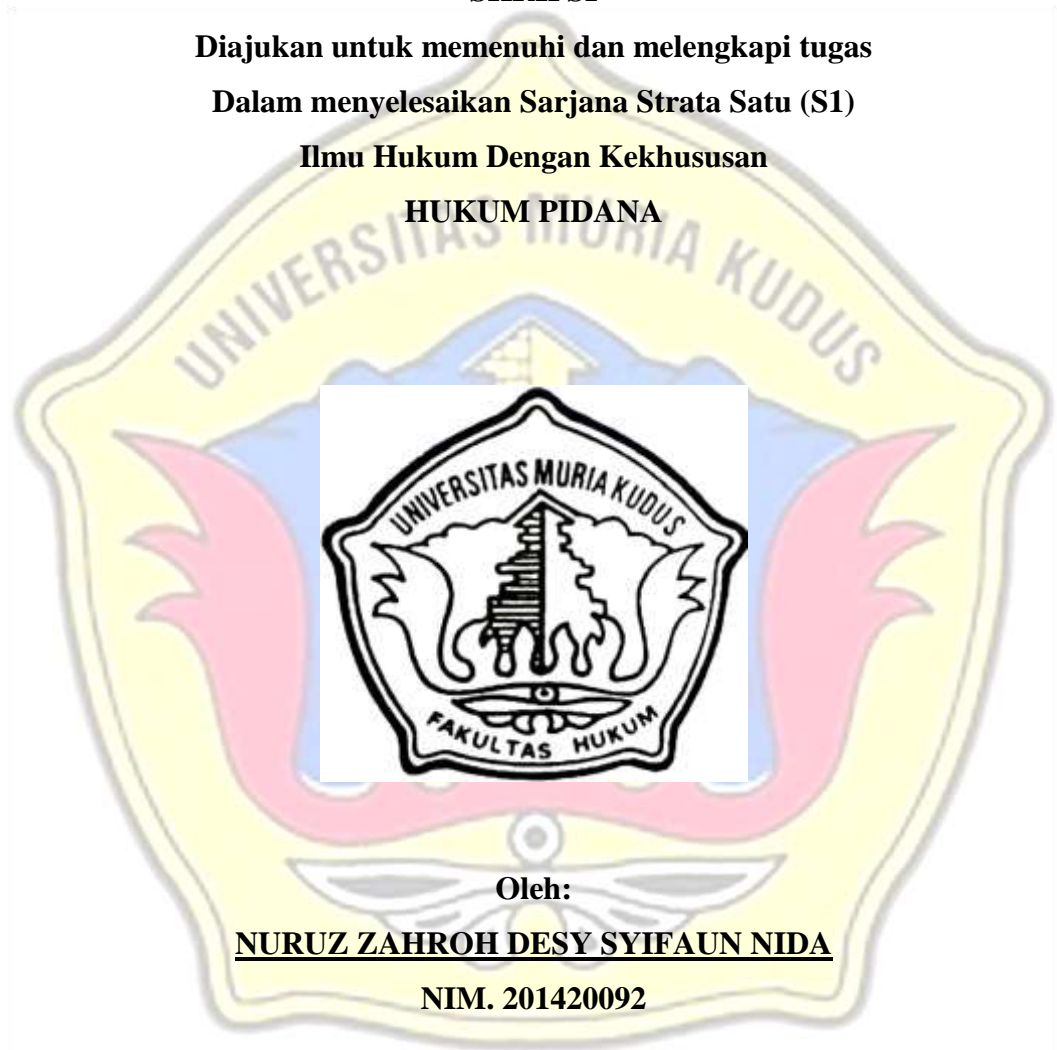 Diajukan untuk memenuhi dan melengkapi tugas
Dalam menyelesaikan Sarjana Strata Satu (S1)
Ilmu Hukum Dengan Kekhususan
HUKUM PIDANA
UNIVERSITAS MURIA KUDUS
UNIVERSITAS MURIA KUDUS
FAKULTAS HUKUM
Oleh:
NURUZ ZAHROH DESY SYIFAUN NIDA
NIM. 201420092